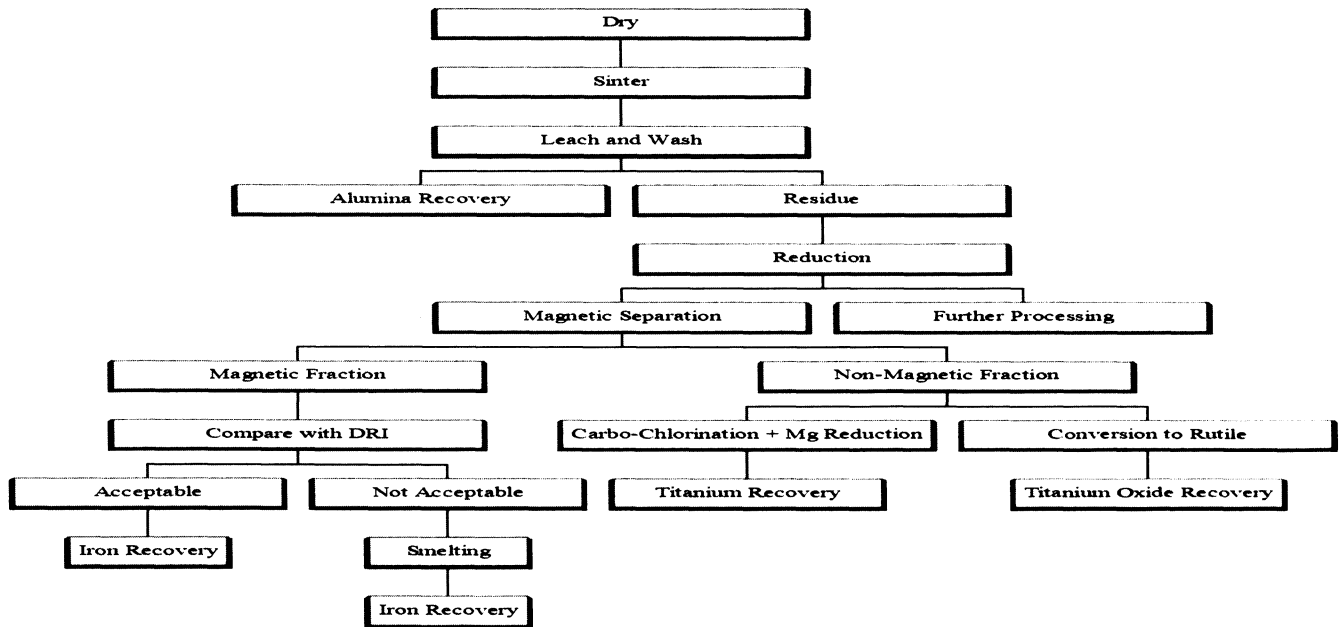 Dry
Sinter
Leach and Wash
Alumina Recovery
Residue
Reduction
Magnetic Separation
Further Processing
Magnetic Fraction
Non-Magnetic Fraction
Compare with DRI
Carbo-Chlorination + Mg Reduction
Conversion to Rutile
Acceptable
Not Acceptable
Titanium Recovery
Titanium Oxide Recovery
Iron Recovery
Smelting
Iron Recovery